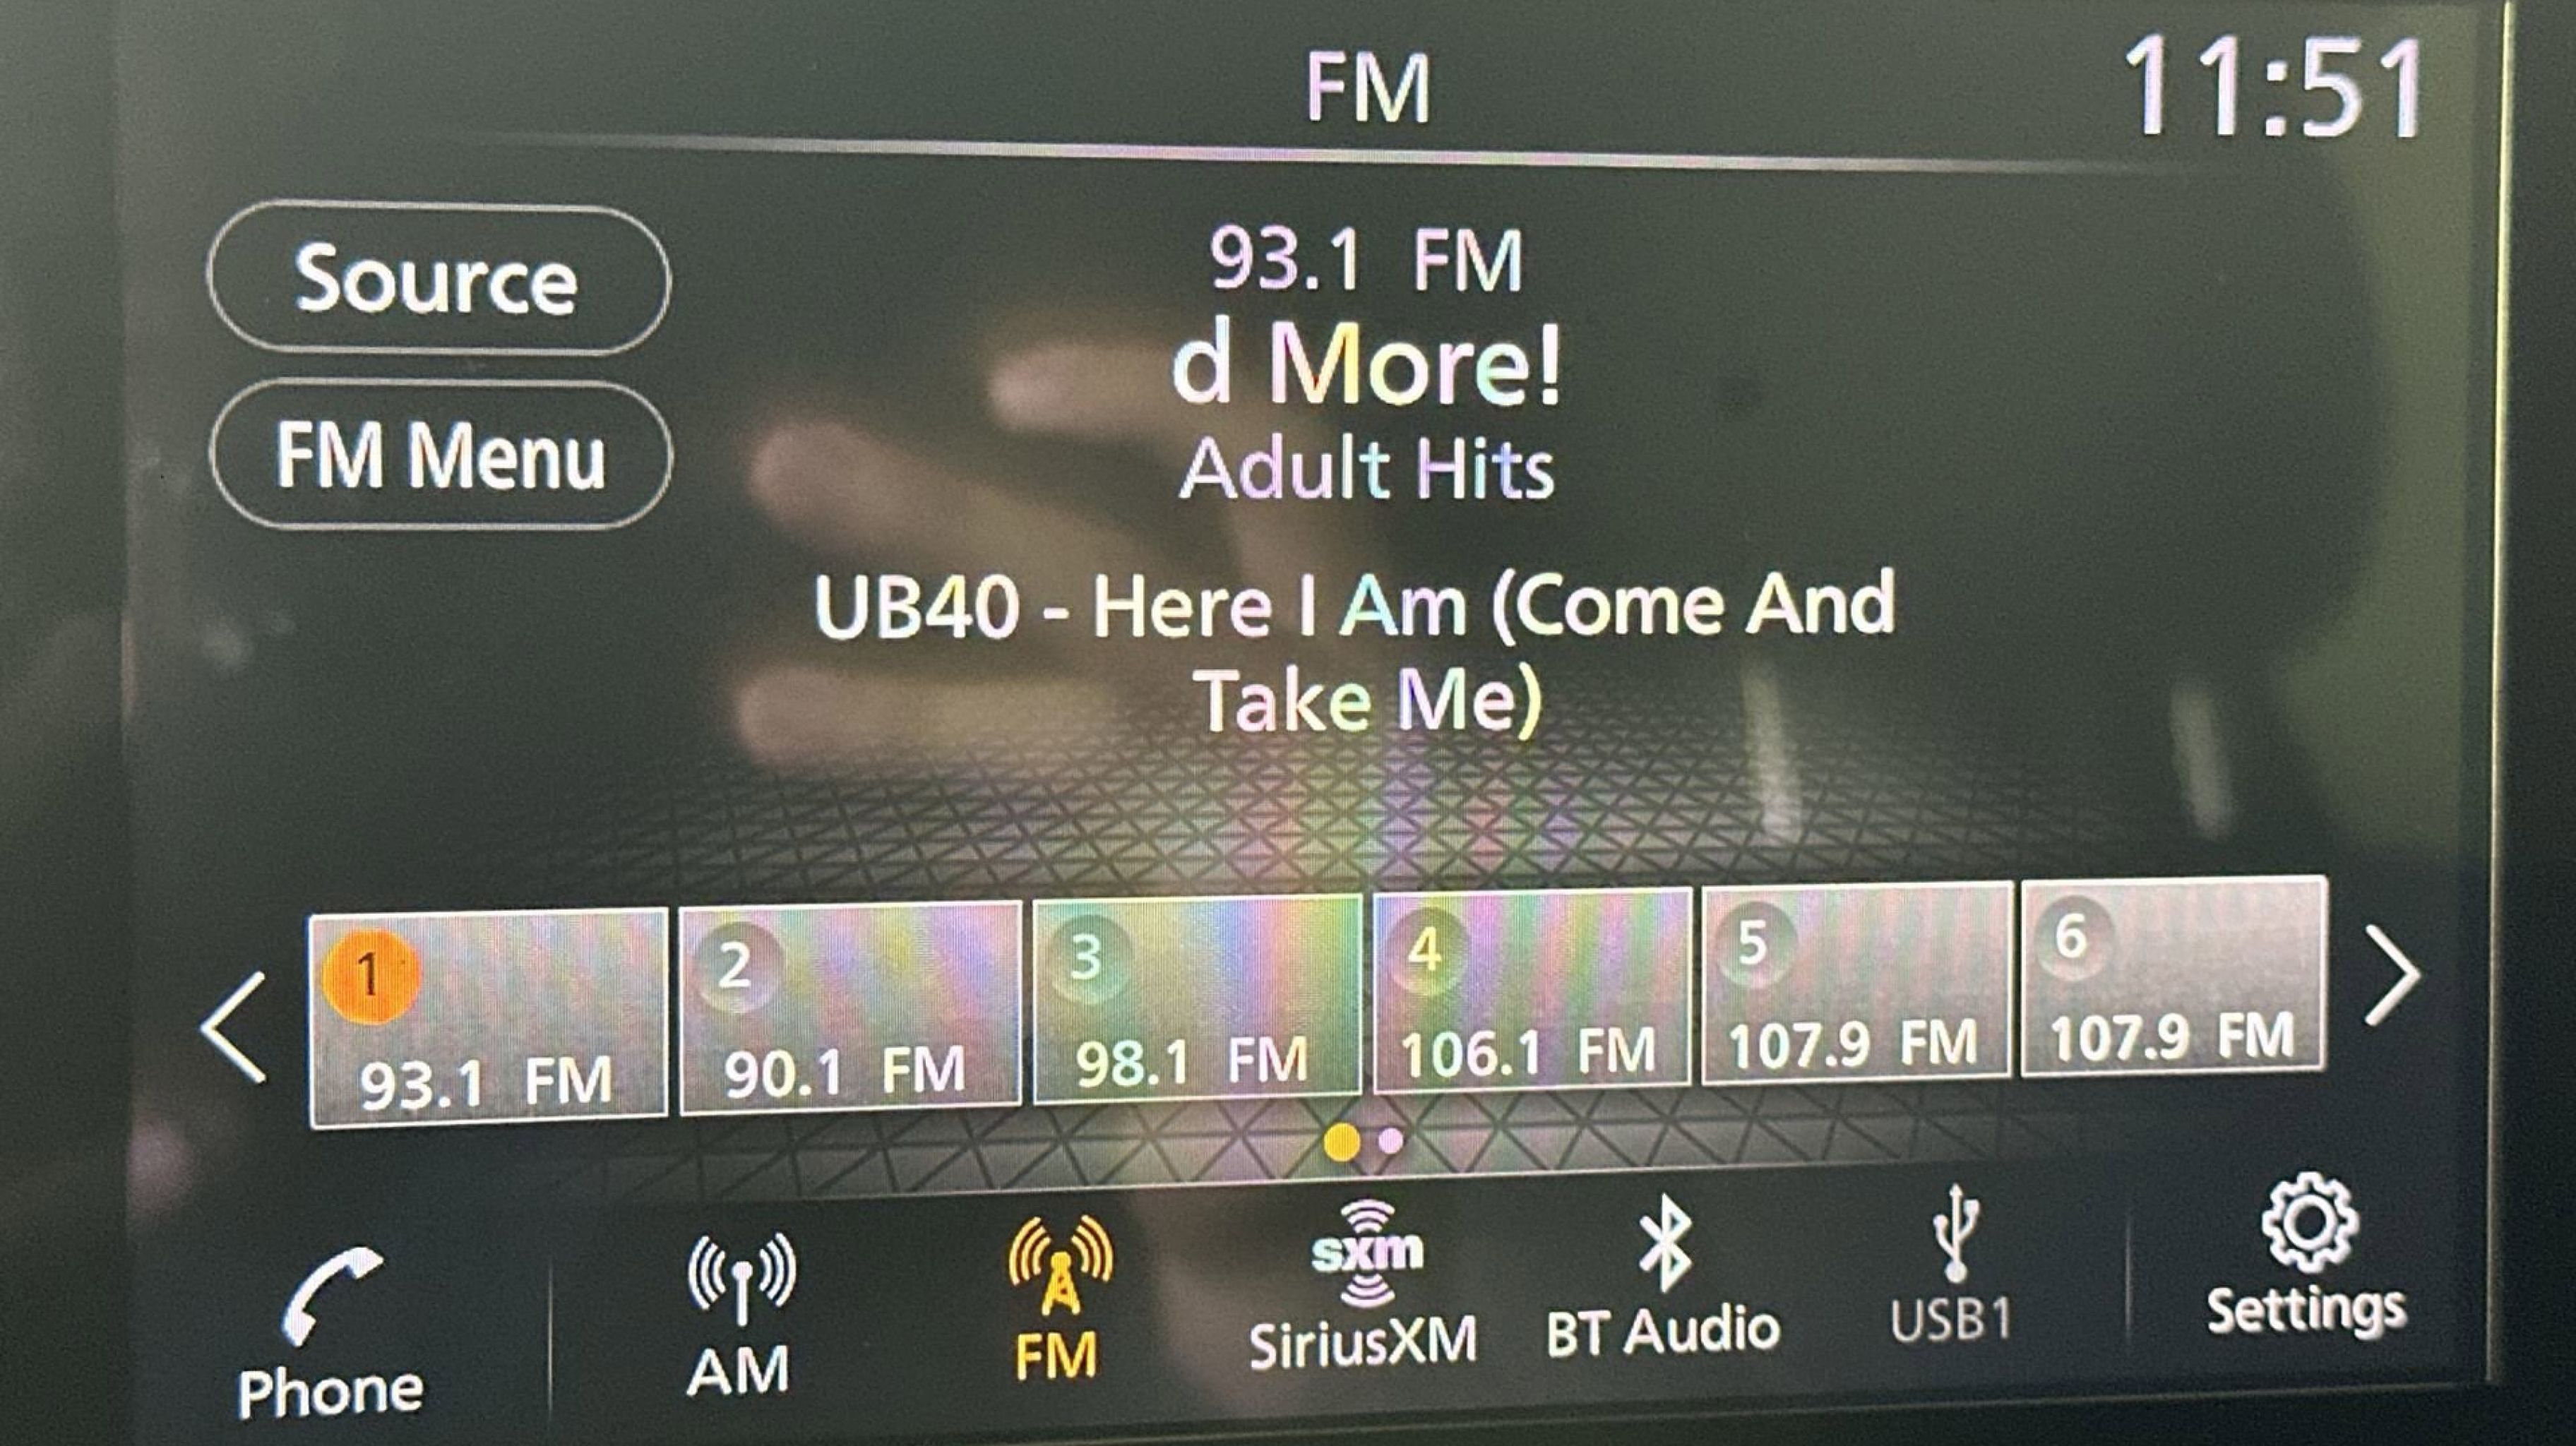 FM
11:51
Source
FM Menu
93.1 FM
d More!
Adult Hits
UB40 - Here I Am (Come And
Take Me)
1
93.1 FM
2
90.1 FM
3
98.1 FM
4
106.1 FM
5
107.9 FM
6
107.9 FM
Phone
AM
FM
sxm
SiriusXM
BT Audio
USB1
Settings